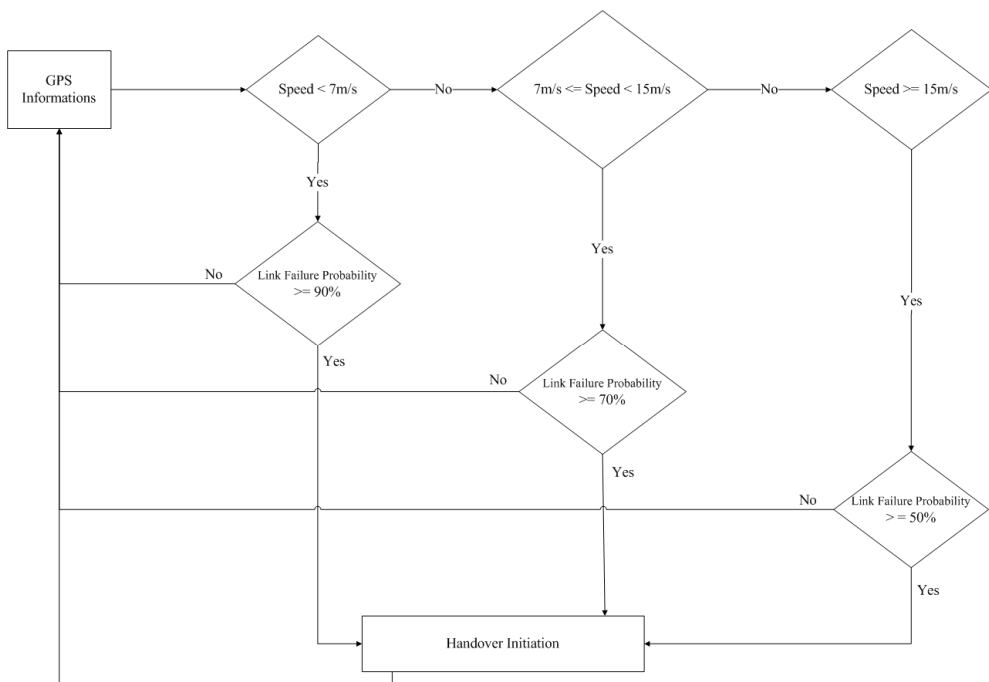 GPS
Informations
Speed < 7m/s
No
7m/s <= Speed < 15m/s
No
Speed >= 15m/s
Yes
Yes
Yes
No
Link Failure Probability
>= 90%
Yes
No
Link Failure Probability
>= 70%
Yes
No
Link Failure Probability
> = 50%
Yes
Handover Initiation